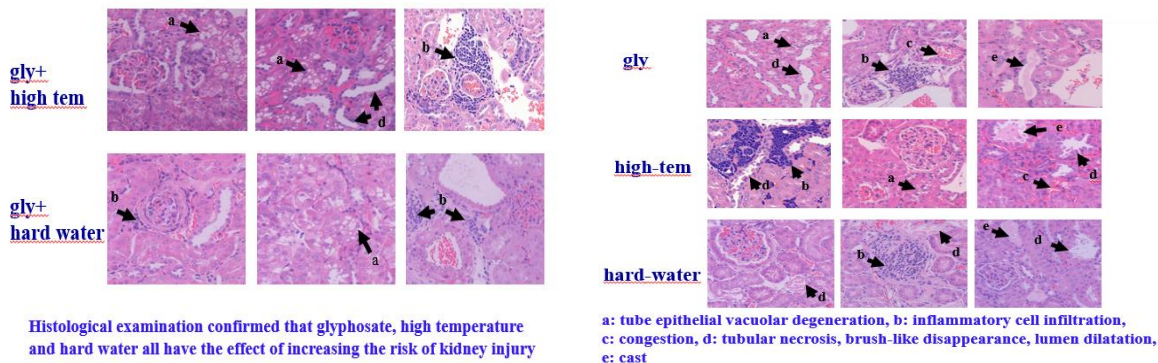 a
a
b
gly+
high tem
d
b
b
gly+
hard water
a
Histological examination confirmed that glyphosate, high temperature
and hard water all have the effect of increasing the risk of kidney injury
a
c
gly
d
b
e
e
high-tem
d
b
a
c
d
e
d
d
b
hard-water
d
a: tube epithelial vacuolar degeneration, b: inflammatory cell infiltration,
c: congestion, d: tubular necrosis, brush-like disappearance, lumen dilatation,
e: cast